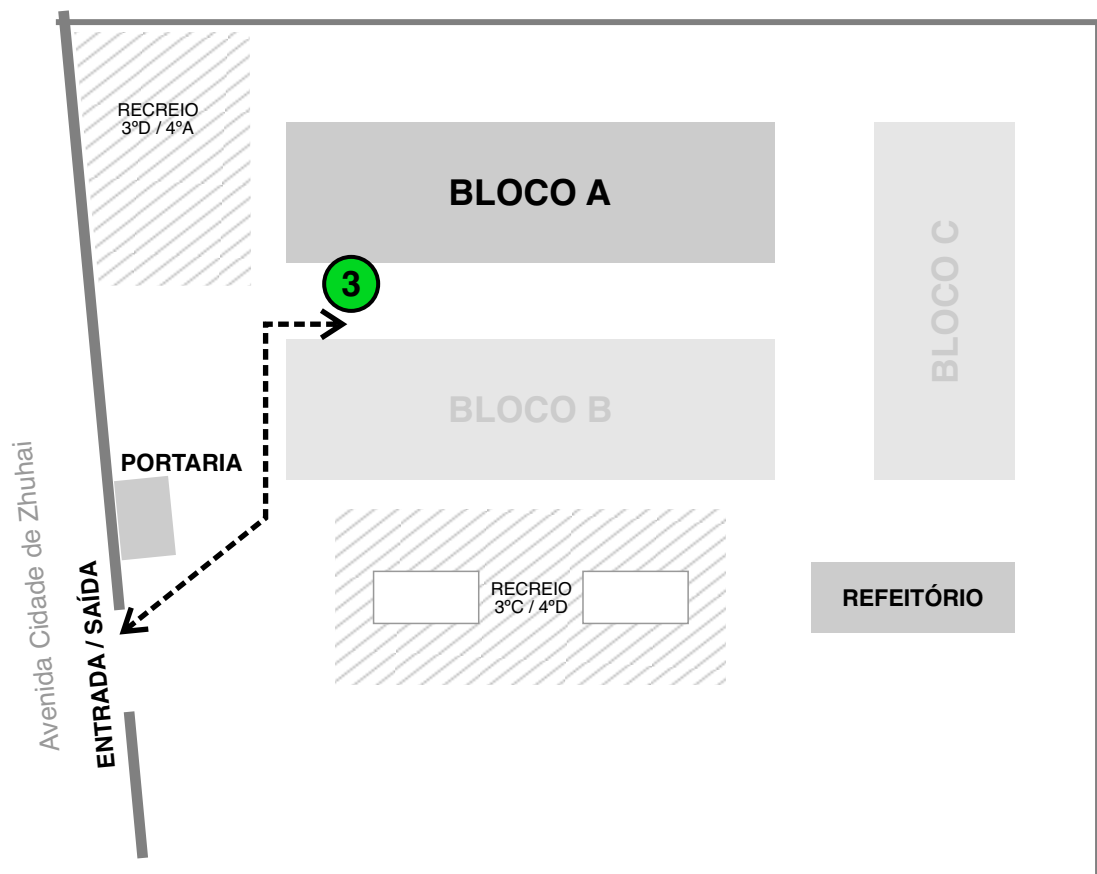 RECREIO
3ºD / 4ºA
BLOCO A
BLOCO C
3
BLOCO B
PORTARIA
Avenida Cidade de Zhuhai
ENTRADA / SAÍDA
RECREIO
3ºC / 4ºD
REFEITÓRIO